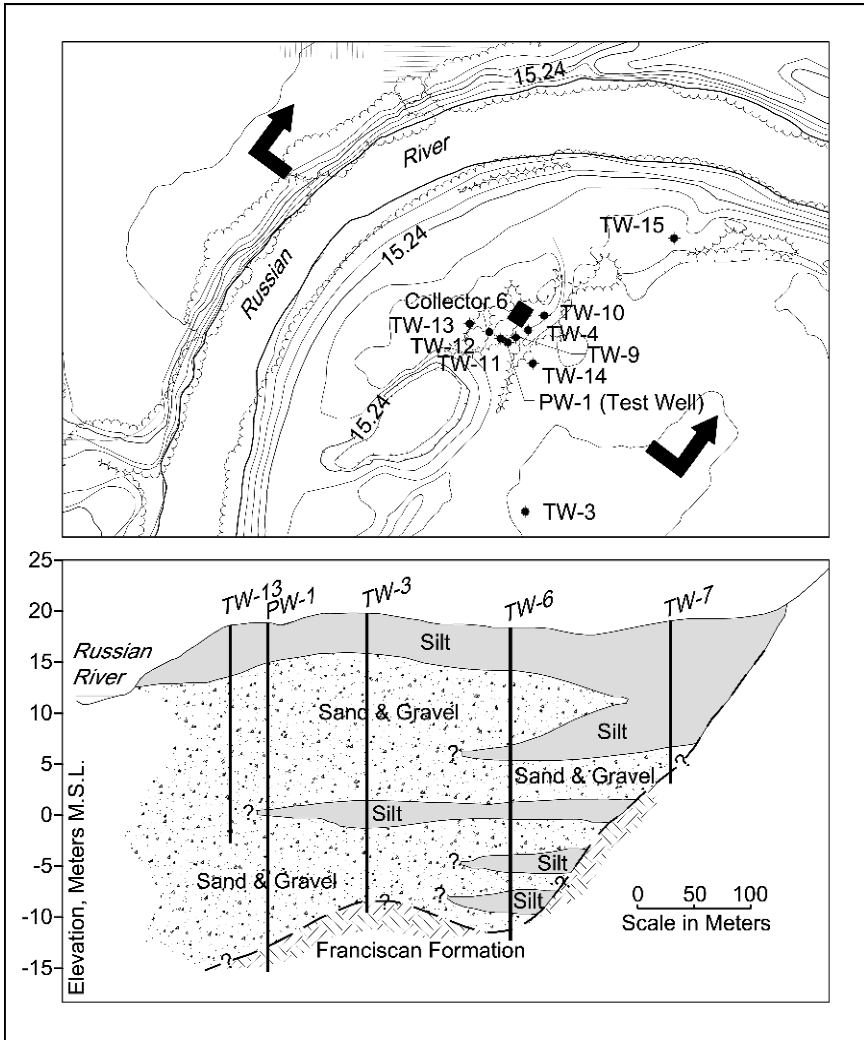 15.24
River
Russian
15.24
TW-15
Collector 6
TW-13
TW-10
TW-12
TW-4
TW-11
TW-9
TW-14
PW-1 (Test Well)
15.24
TW-3
25
20
15
10
5
0
-5
-10
-15
Elevation, Meters M.S.L.
TW-13
PW-1
TW-3
TW-6
TW-7
Russian
River
Silt
Sand & Gravel
Silt
?
Sand & Gravel
?
?
Silt
?
Silt
?
Sand & Gravel
?
Silt
?
?
?
Franciscan Formation
0 50 100
Scale in Meters